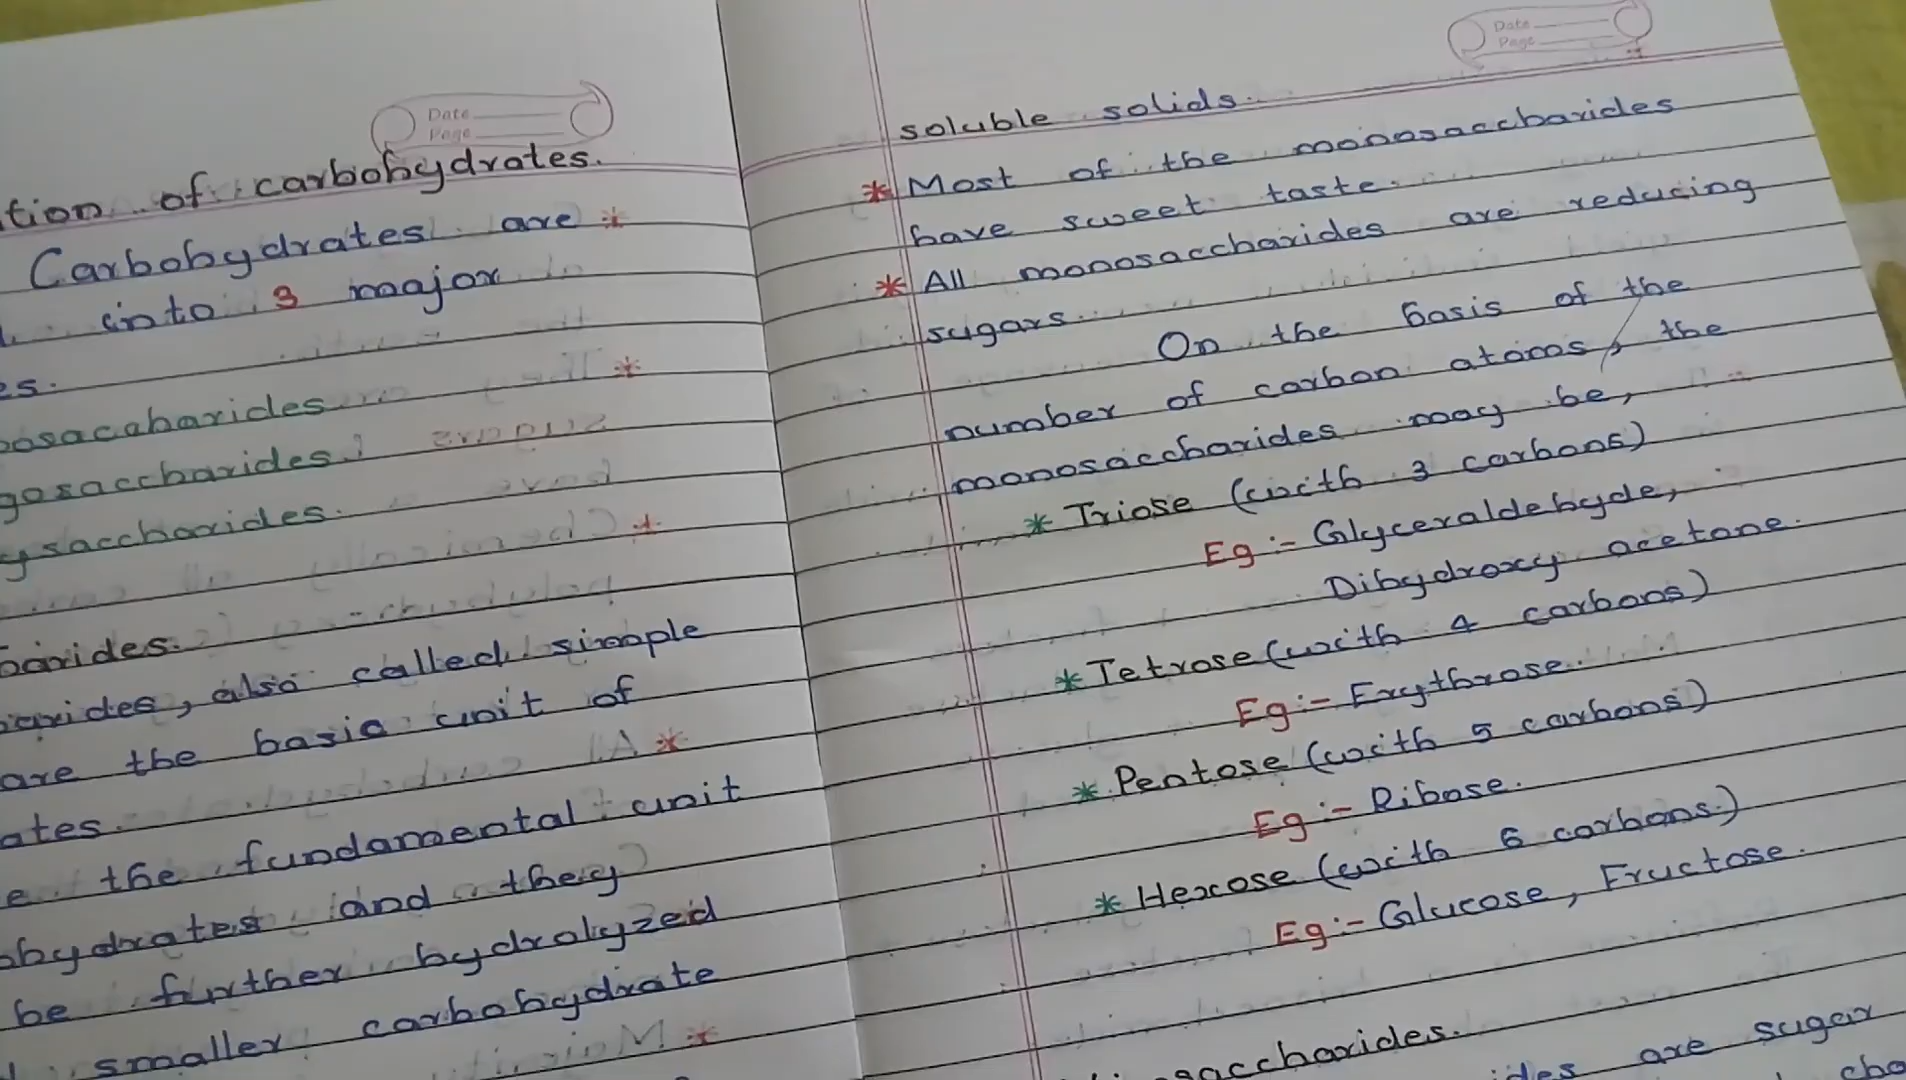 Date
Page
tion of carbohydrates.
Carbohydrates are
into 3 major
es.
osacaharides
gosaccharides.
ysaccharides.
harides.
arides, also called simple
are the basic unit of
ates.
e the fundamental unit
ohydrates and they
be further hydrolyzed
smaller carbohydrate
Date
Page
soluble solids.
* Most of the monosaccharides
have sweet taste.
* All monosaccharides are reducing
sugars.
On the basis of the
number of carbon atoms, the
monosaccharides may be,
* Triose (with 3 carbons)
Eg :- Glyceraldehyde,
Dihydroxy acetone.
* Tetrose (with 4 carbons)
Eg :- Erythrose.
* Pentose (with 5 carbons)
Eg :- Ribose.
* Hexose (with 6 carbons)
Eg :- Glucose, Fructose.
saccharides.
ides are sugar